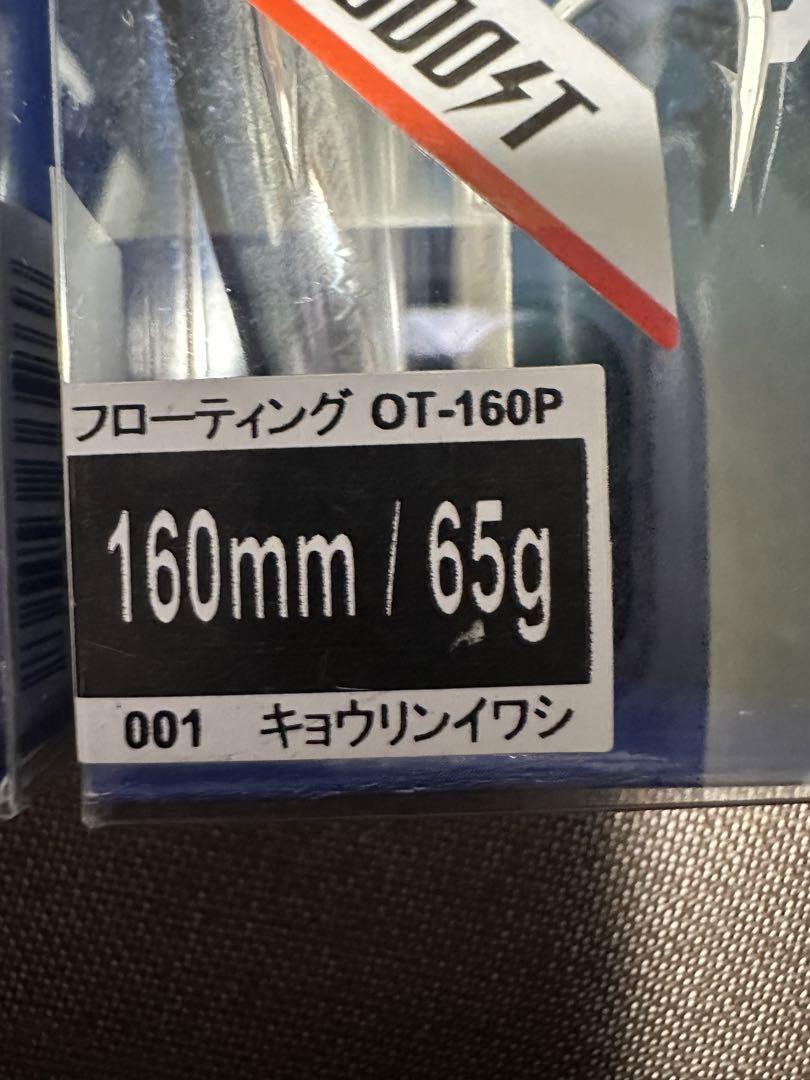 フローティング OT-160P
160mm / 65g
001 キョウリンイワシ